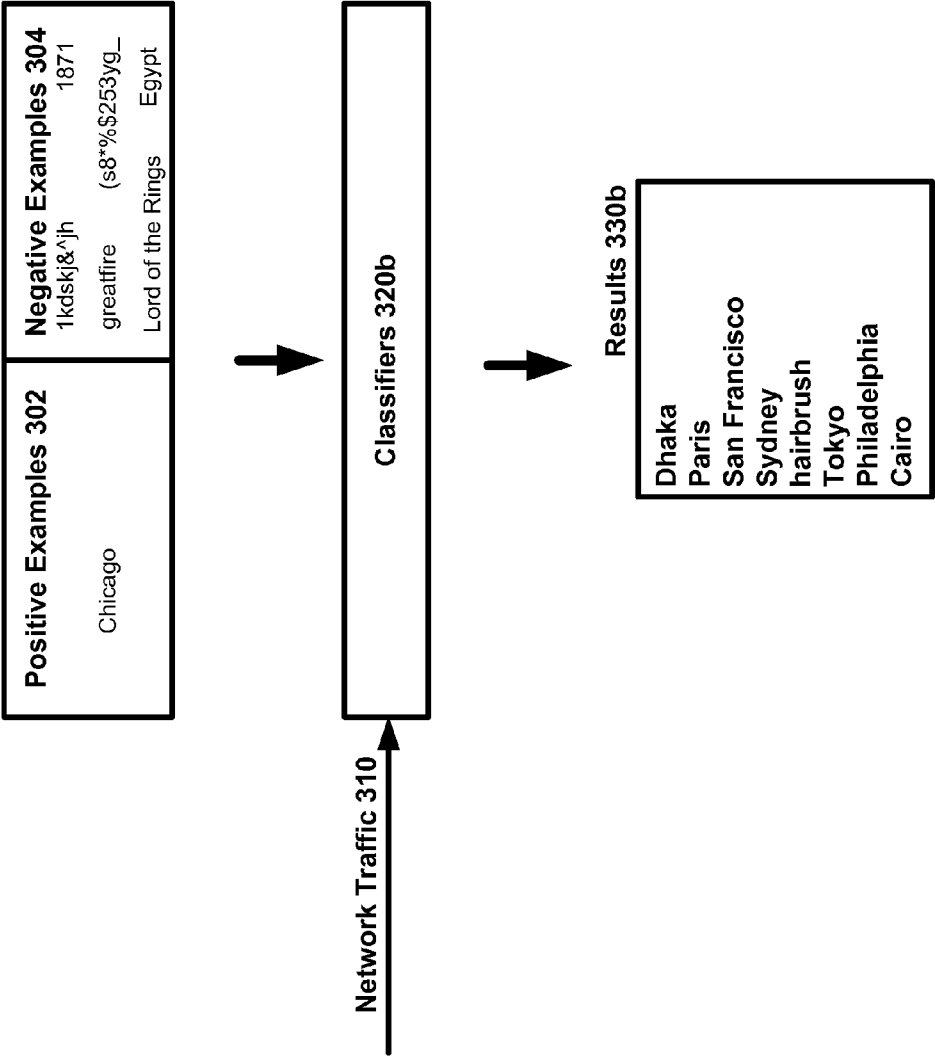 Positive Examples 302
Chicago
Negative Examples 304
1kdskj&^jh 1871
greatfire (s8*%$253yg_
Lord of the Rings Egypt
Network Traffic 310
Classifiers 320b
Results 330b
Dhaka
Paris
San Francisco
Sydney
hairbrush
Tokyo
Philadelphia
Cairo